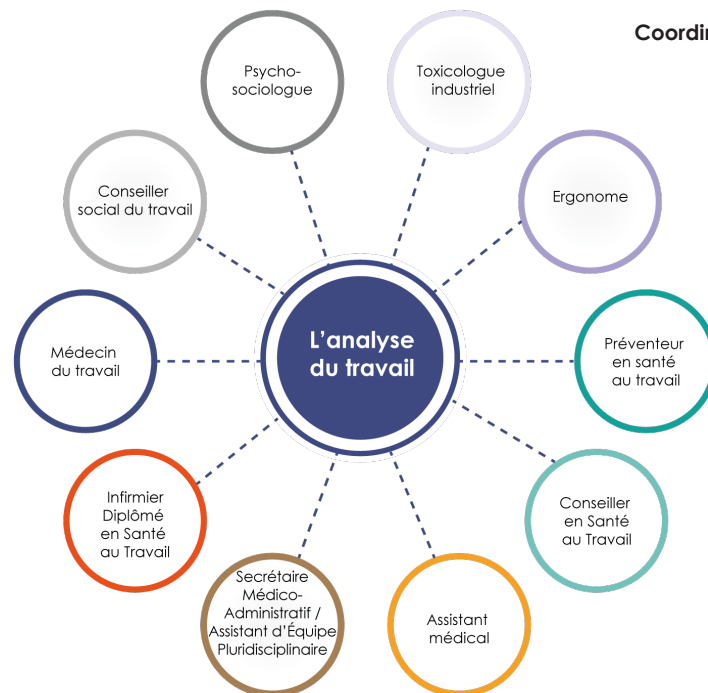 Coordin
Psycho-
sociologue
Toxicologue
industriel
Conseiller
social du travail
Ergonome
L'analyse
du travail
Médecin
du travail
Préventeur
en santé
au travail
Infirmier
Diplômé
en Santé
au Travail
Conseiller
en Santé
au Travail
Secrétaire
Médico-
Administratif /
Assistant d'Équipe
Pluridisciplinaire
Assistant
médical